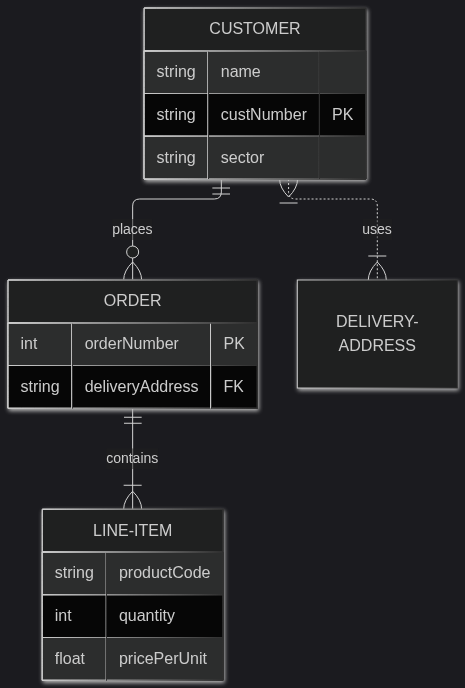 CUSTOMER
string name
string custNumber PK
string sector
places
uses
ORDER
int orderNumber PK
string deliveryAddress FK
DELIVERY-
ADDRESS
contains
LINE-ITEM
string productCode
int quantity
float pricePerUnit